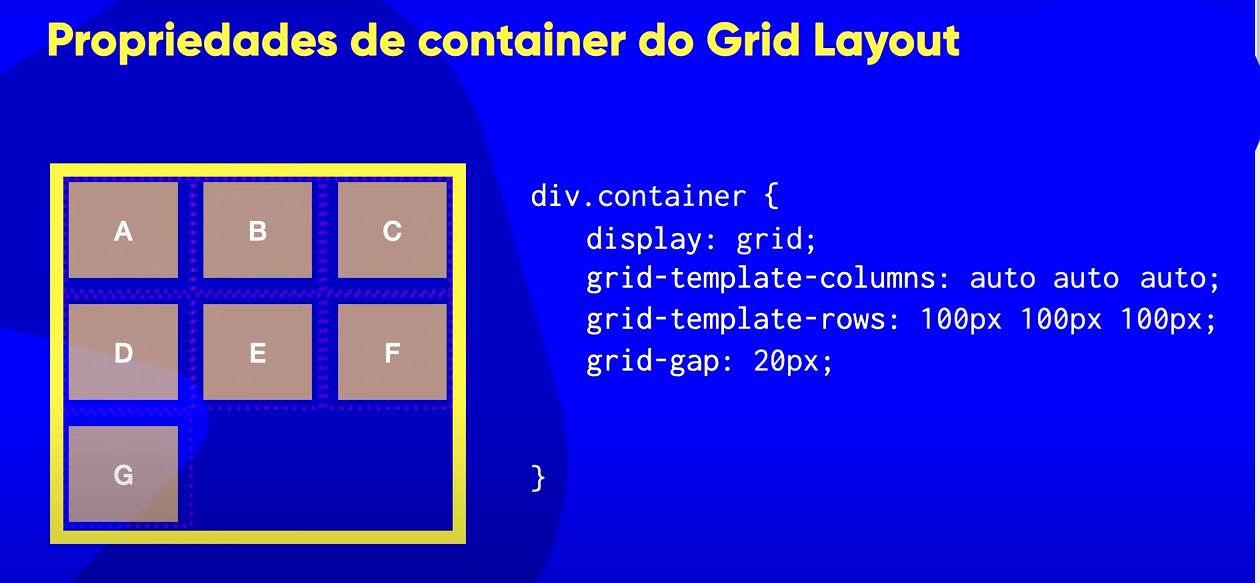 Propriedades de container do Grid Layout
A B C
D E F
G
div.container {
display: grid;
grid-template-columns: auto auto auto;
grid-template-rows: 100px 100px 100px;
grid-gap: 20px;
}